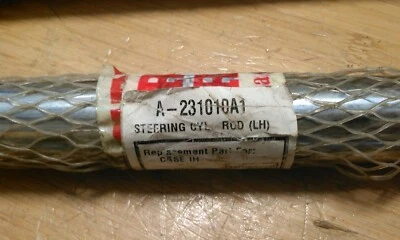 A-231010A1
STEERING CYL ROD (LH)
Replacement Part For:
CASE IH